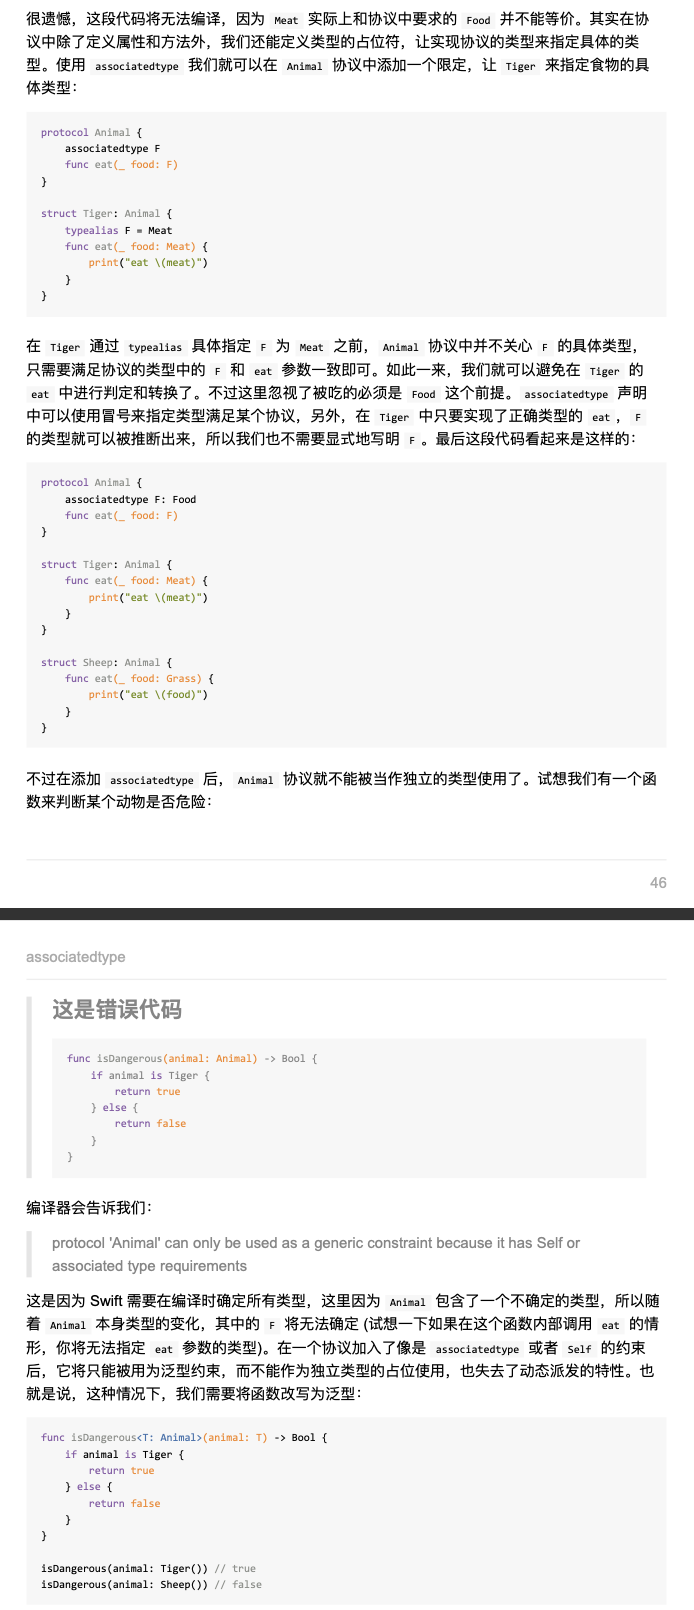 很遗憾，这段代码将无法编译，因为 Meat 实际上和协议中要求的 Food 并不能等价。其实在协
议中除了定义属性和方法外，我们还能定义类型的占位符，让实现协议的类型来指定具体的类
型。使用 associatedtype 我们就可以在 Animal 协议中添加一个限定，让 Tiger 来指定食物的具
体类型：
protocol Animal {
    associatedtype F
    func eat(_ food: F)
}
struct Tiger: Animal {
    typealias F = Meat
    func eat(_ food: Meat) {
        print("eat \(meat)")
    }
}
在 Tiger 通过 typealias 具体指定 F 为 Meat 之前，Animal 协议中并不关心 F 的具体类型，
只需要满足协议的类型中的 F 和 eat 参数一致即可。如此一来，我们就可以避免在 Tiger 的
eat 中进行判定和转换了。不过这里忽视了被吃的必须是 Food 这个前提。associatedtype 声明
中可以使用冒号来指定类型满足某个协议，另外，在 Tiger 中只要实现了正确类型的 eat，F
的类型就可以被推断出来，所以我们也不需要显式地写明 F 。最后这段代码看起来是这样的：
protocol Animal {
    associatedtype F: Food
    func eat(_ food: F)
}
struct Tiger: Animal {
    func eat(_ food: Meat) {
        print("eat \(meat)")
    }
}
struct Sheep: Animal {
    func eat(_ food: Grass) {
        print("eat \(food)")
    }
}
不过在添加 associatedtype 后，Animal 协议就不能被当作独立的类型使用了。试想我们有一个函
数来判断某个动物是否危险：
46
associatedtype
这是错误代码
func isDangerous(animal: Animal) -> Bool {
    if animal is Tiger {
        return true
    } else {
        return false
    }
}
编译器会告诉我们：
protocol 'Animal' can only be used as a generic constraint because it has Self or
associated type requirements
这是因为 Swift 需要在编译时确定所有类型，这里因为 Animal 包含了一个不确定的类型，所以随
着 Animal 本身类型的变化，其中的 F 将无法确定 (试想一下如果在这个函数内部调用 eat 的情
形，你将无法指定 eat 参数的类型)。在一个协议加入了像是 associatedtype 或者 Self 的约束
后，它将只能被用为泛型约束，而不能作为独立类型的占位使用，也失去了动态派发的特性。也
就是说，这种情况下，我们需要将函数改写为泛型：
func isDangerous<T: Animal>(animal: T) -> Bool {
    if animal is Tiger {
        return true
    } else {
        return false
    }
}
isDangerous(animal: Tiger()) // true
isDangerous(animal: Sheep()) // false